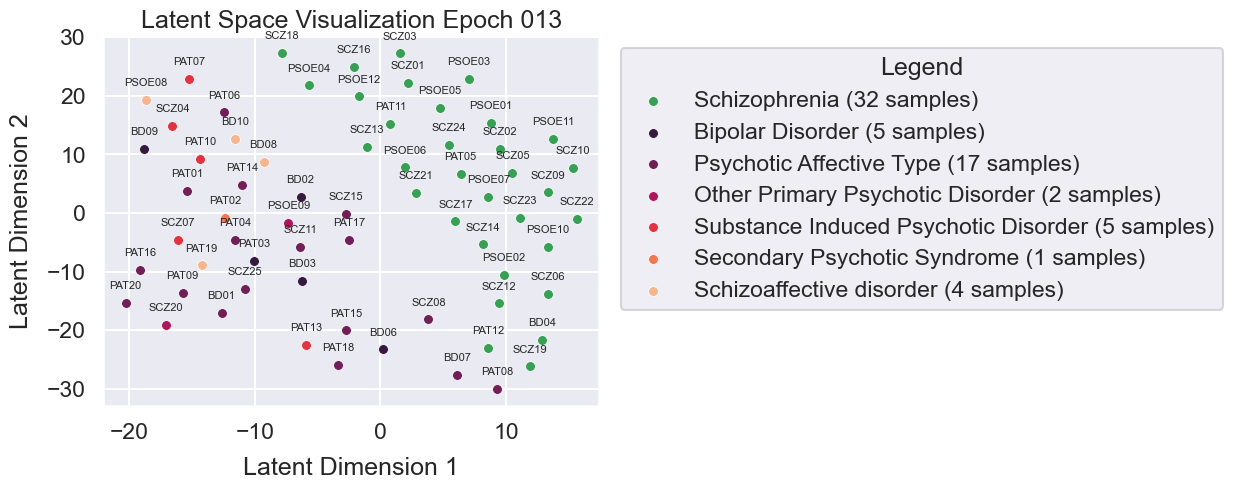 Latent Space Visualization Epoch 013
Latent Dimension 2
30
20
10
0
−10
−20
−30
SCZ18
SCZ03
SCZ16
PAT07
PSOE04
SCZ01
PSOE03
PSOE08
PSOE12
PSOE05
PAT06
SCZ04
PAT11
PSOE01
BD10
PSOE11
BD09
SCZ13
SCZ24
SCZ02
PAT10
BD08
PSOE06
PAT05
SCZ05
SCZ10
PAT14
PAT01
BD02
SCZ21
PSOE07
SCZ09
PAT02
PSOE09
SCZ15
SCZ17
SCZ23
SCZ22
SCZ07
PAT04
SCZ11
PAT17
SCZ14
PSOE10
PAT19
PAT03
PAT16
BD03
PSOE02
PAT09
SCZ25
SCZ06
PAT20
BD01
SCZ12
SCZ20
SCZ08
PAT13
PAT15
BD06
PAT12
BD04
PAT18
BD07
SCZ19
PAT08
−20
−10
0
10
Latent Dimension 1
Legend
Schizophrenia (32 samples)
Bipolar Disorder (5 samples)
Psychotic Affective Type (17 samples)
Other Primary Psychotic Disorder (2 samples)
Substance Induced Psychotic Disorder (5 samples)
Secondary Psychotic Syndrome (1 samples)
Schizoaffective disorder (4 samples)